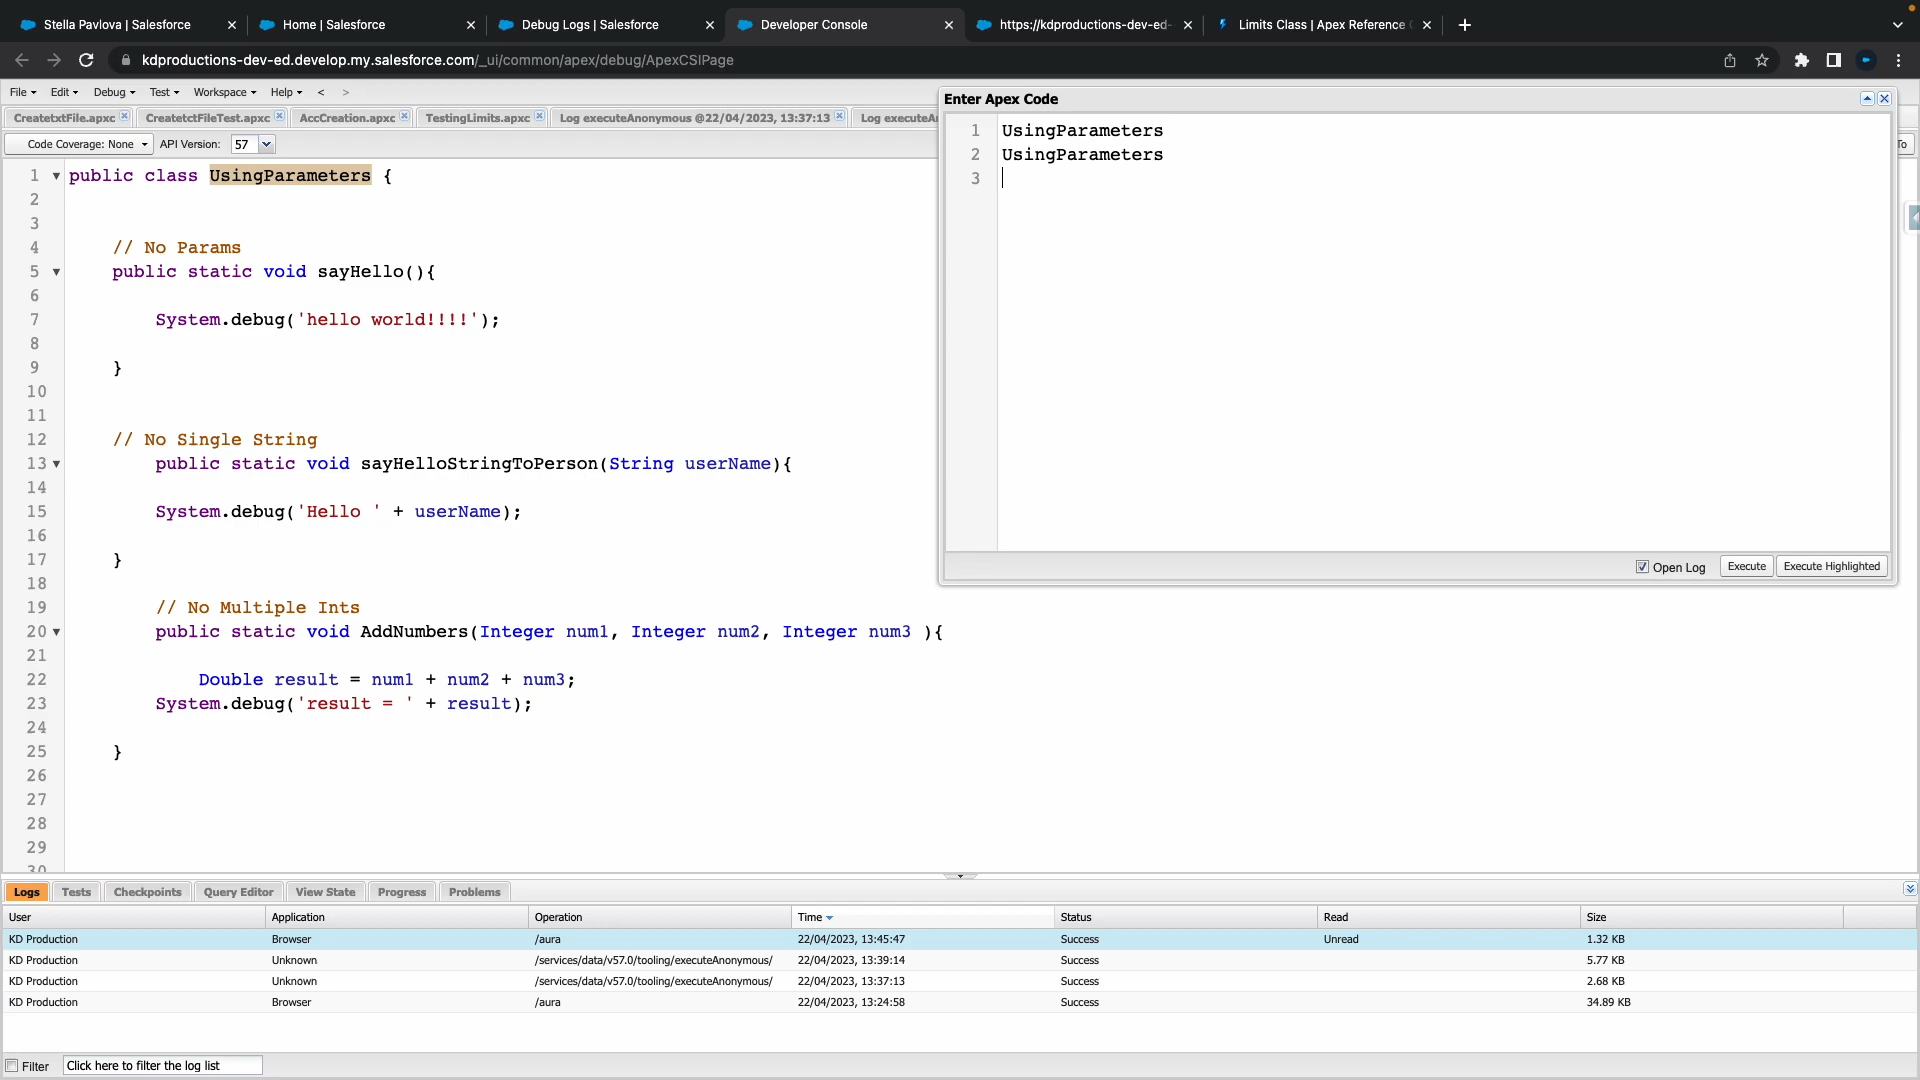 Stella Pavlova | Salesforce
Home | Salesforce
Debug Logs | Salesforce
Developer Console
https://kdproductions-dev-ed-
Limits Class | Apex Reference
kdproductions-dev-ed.develop.my.salesforce.com/_ui/common/apex/debug/ApexCSIPage
File Edit Debug Test Workspace Help < >
CreatetxtFile.apxc
CreatetctFileTest.apxc
AccCreation.apxc
TestingLimits.apxc
Log executeAnonymous @22/04/2023, 13:37:13
Log executeAn
Code Coverage: None API Version: 57
To
1 public class UsingParameters {
2
3
4 // No Params
5 public static void sayHello(){
6
7 System.debug('hello world!!!!');
8
9 }
10
11
12 // No Single String
13 public static void sayHelloStringToPerson(String userName){
14
15 System.debug('Hello ' + userName);
16
17 }
18
19 // No Multiple Ints
20 public static void AddNumbers(Integer num1, Integer num2, Integer num3 ){
21
22 Double result = num1 + num2 + num3;
23 System.debug('result = ' + result);
24
25 }
26
27
28
29
30
Enter Apex Code
1 UsingParameters
2 UsingParameters
3
Open Log Execute Execute Highlighted
Logs Tests Checkpoints Query Editor View State Progress Problems
User Application Operation Time Status Read Size
KD Production Browser /aura 22/04/2023, 13:45:47 Success Unread 1.32 KB
KD Production Unknown /services/data/v57.0/tooling/executeAnonymous/ 22/04/2023, 13:39:14 Success 5.77 KB
KD Production Unknown /services/data/v57.0/tooling/executeAnonymous/ 22/04/2023, 13:37:13 Success 2.68 KB
KD Production Browser /aura 22/04/2023, 13:24:58 Success 34.89 KB
Filter Click here to filter the log list